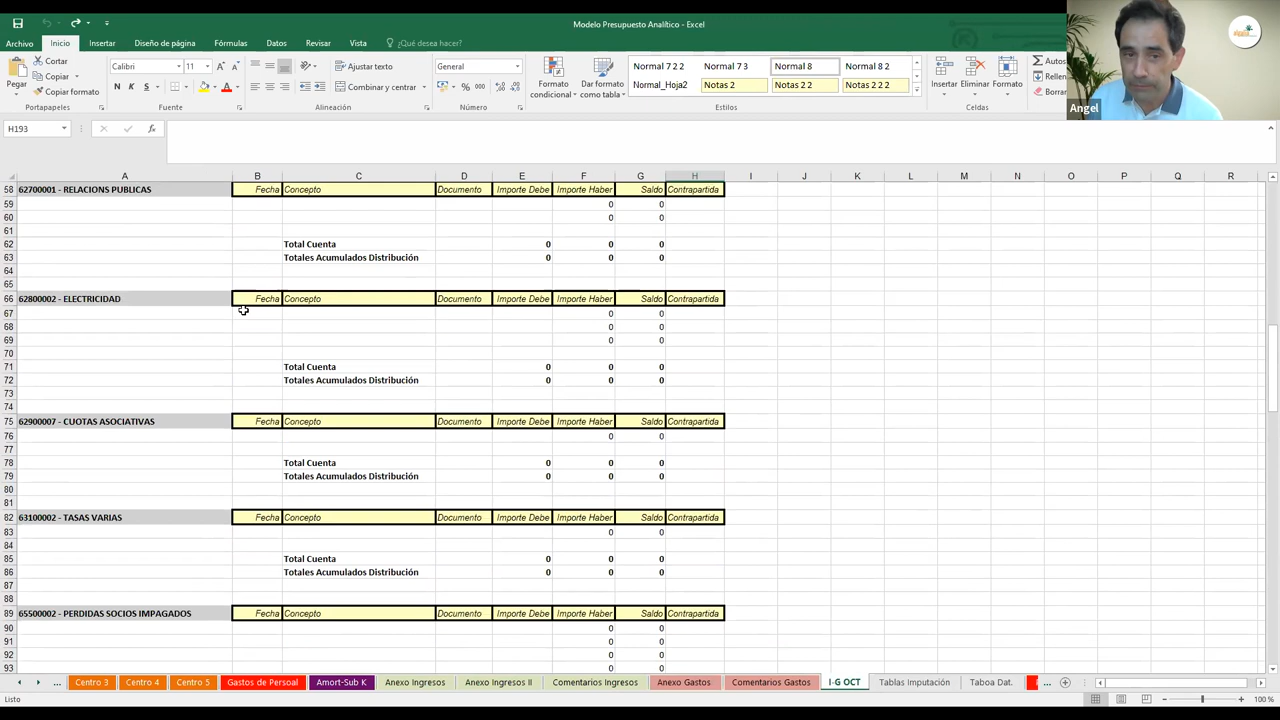 Modelo Presupuesto Analítico - Excel
Archivo Inicio Insertar Diseño de página Fórmulas Datos Revisar Vista ¿Qué desea hacer?
Pegar
Cortar
Copiar
Copiar formato
Portapapeles
Calibri 11
N K S
Fuente
Ajustar texto
Combinar y centrar
Alineación
General
% 000
Número
Formato condicional
Dar formato como tabla
Normal 7 2 2 Normal 7 3 Normal 8 Normal 8 2
Normal_Hoja2 Notas 2 Notas 2 2 Notas 2 2 2
Estilos
Insertar Eliminar Formato
Celdas
Autos
Rellen
Borra
Angel
H193 fx
A B C D E F G H I J K L M N O P Q R
58 62700001 - RELACIONS PUBLICAS Fecha Concepto Documento Importe Debe Importe Haber Saldo Contrapartida
59 0 0
60 0 0
61
62 Total Cuenta 0 0 0
63 Totales Acumulados Distribución 0 0 0
64
65
66 62800002 - ELECTRICIDAD Fecha Concepto Documento Importe Debe Importe Haber Saldo Contrapartida
67 0 0
68 0 0
69 0 0
70
71 Total Cuenta 0 0 0
72 Totales Acumulados Distribución 0 0 0
73
74
75 62900007 - CUOTAS ASOCIATIVAS Fecha Concepto Documento Importe Debe Importe Haber Saldo Contrapartida
76 0 0
77
78 Total Cuenta 0 0 0
79 Totales Acumulados Distribución 0 0 0
80
81
82 63100002 - TASAS VARIAS Fecha Concepto Documento Importe Debe Importe Haber Saldo Contrapartida
83 0 0
84
85 Total Cuenta 0 0 0
86 Totales Acumulados Distribución 0 0 0
87
88
89 65500002 - PERDIDAS SOCIOS IMPAGADOS Fecha Concepto Documento Importe Debe Importe Haber Saldo Contrapartida
90 0 0
91 0 0
92 0 0
93 0 0
... Centro 3 Centro 4 Centro 5 Gastos de Persoal Amort-Sub K Anexo Ingresos Anexo Ingresos II Comentarios Ingresos Anexo Gastos Comentarios Gastos I-G OCT Tablas Imputación Taboa Dat. ...
Listo 100 %